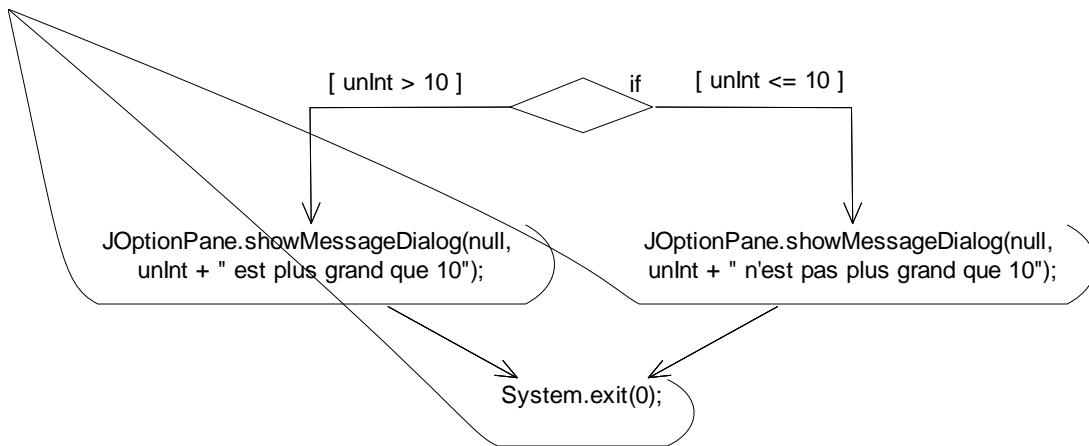 [ unInt > 10 ]
if
[ unInt <= 10 ]
JOptionPane.showMessageDialog(null,
unInt + " est plus grand que 10");
JOptionPane.showMessageDialog(null,
unInt + " n'est pas plus grand que 10");
System.exit(0);